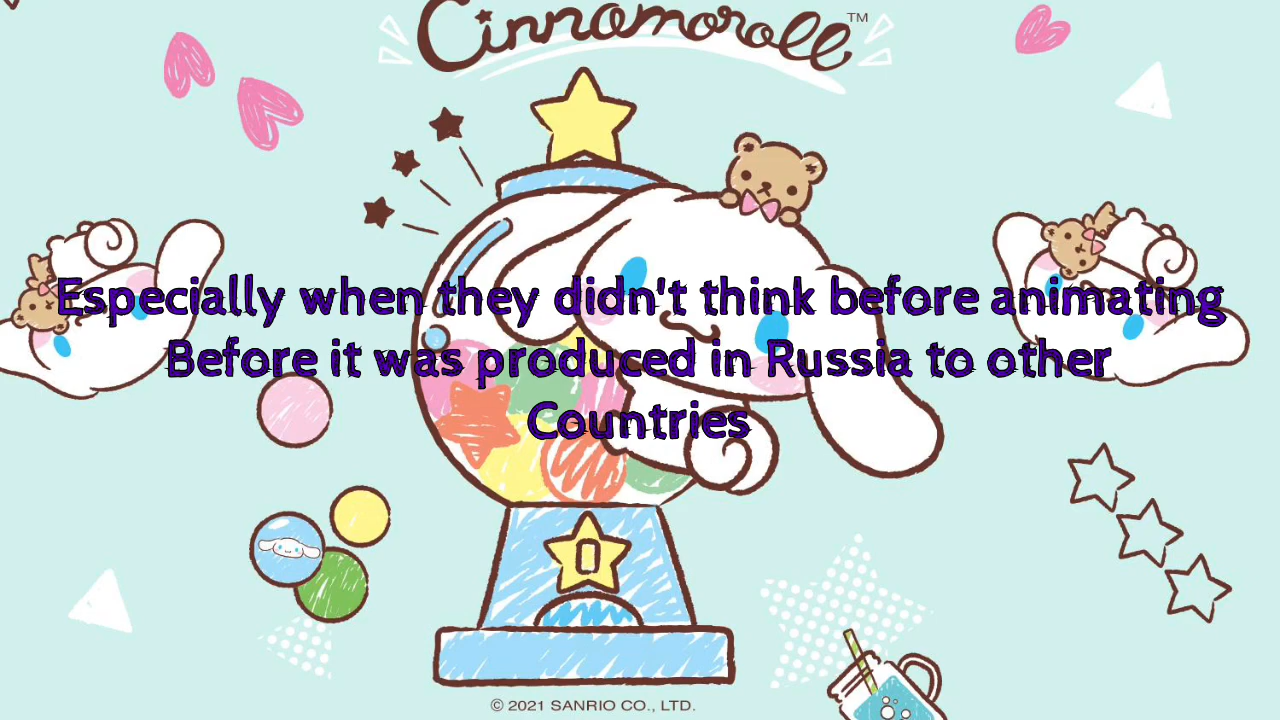 Cinnamoroll™
Especially when they didn't think before animating
Before it was produced in Russia to other
Countries
© 2021 SANRIO CO., LTD.